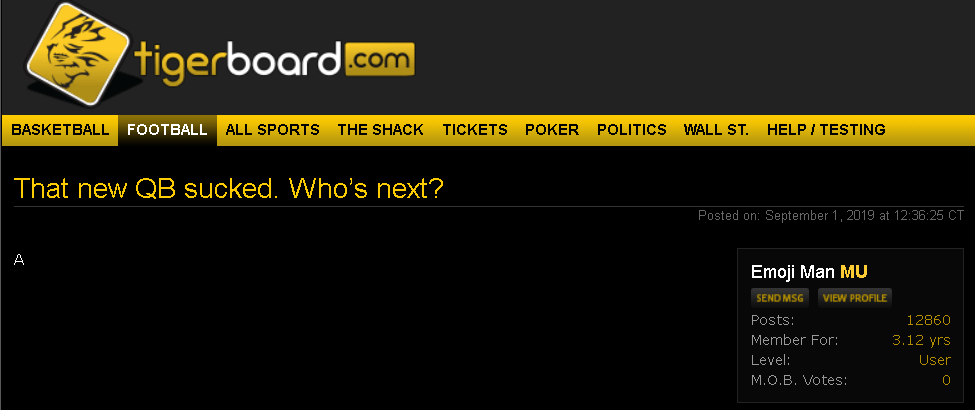 tigerboard.com
BASKETBALL FOOTBALL ALL SPORTS THE SHACK TICKETS POKER POLITICS WALL ST. HELP / TESTING
That new QB sucked. Who's next?
Posted on: September 1, 2019 at 12:36:25 CT
A
Emoji Man MU
SEND MSG VIEW PROFILE
Posts: 12860
Member For: 3.12 yrs
Level: User
M.O.B. Votes: 0